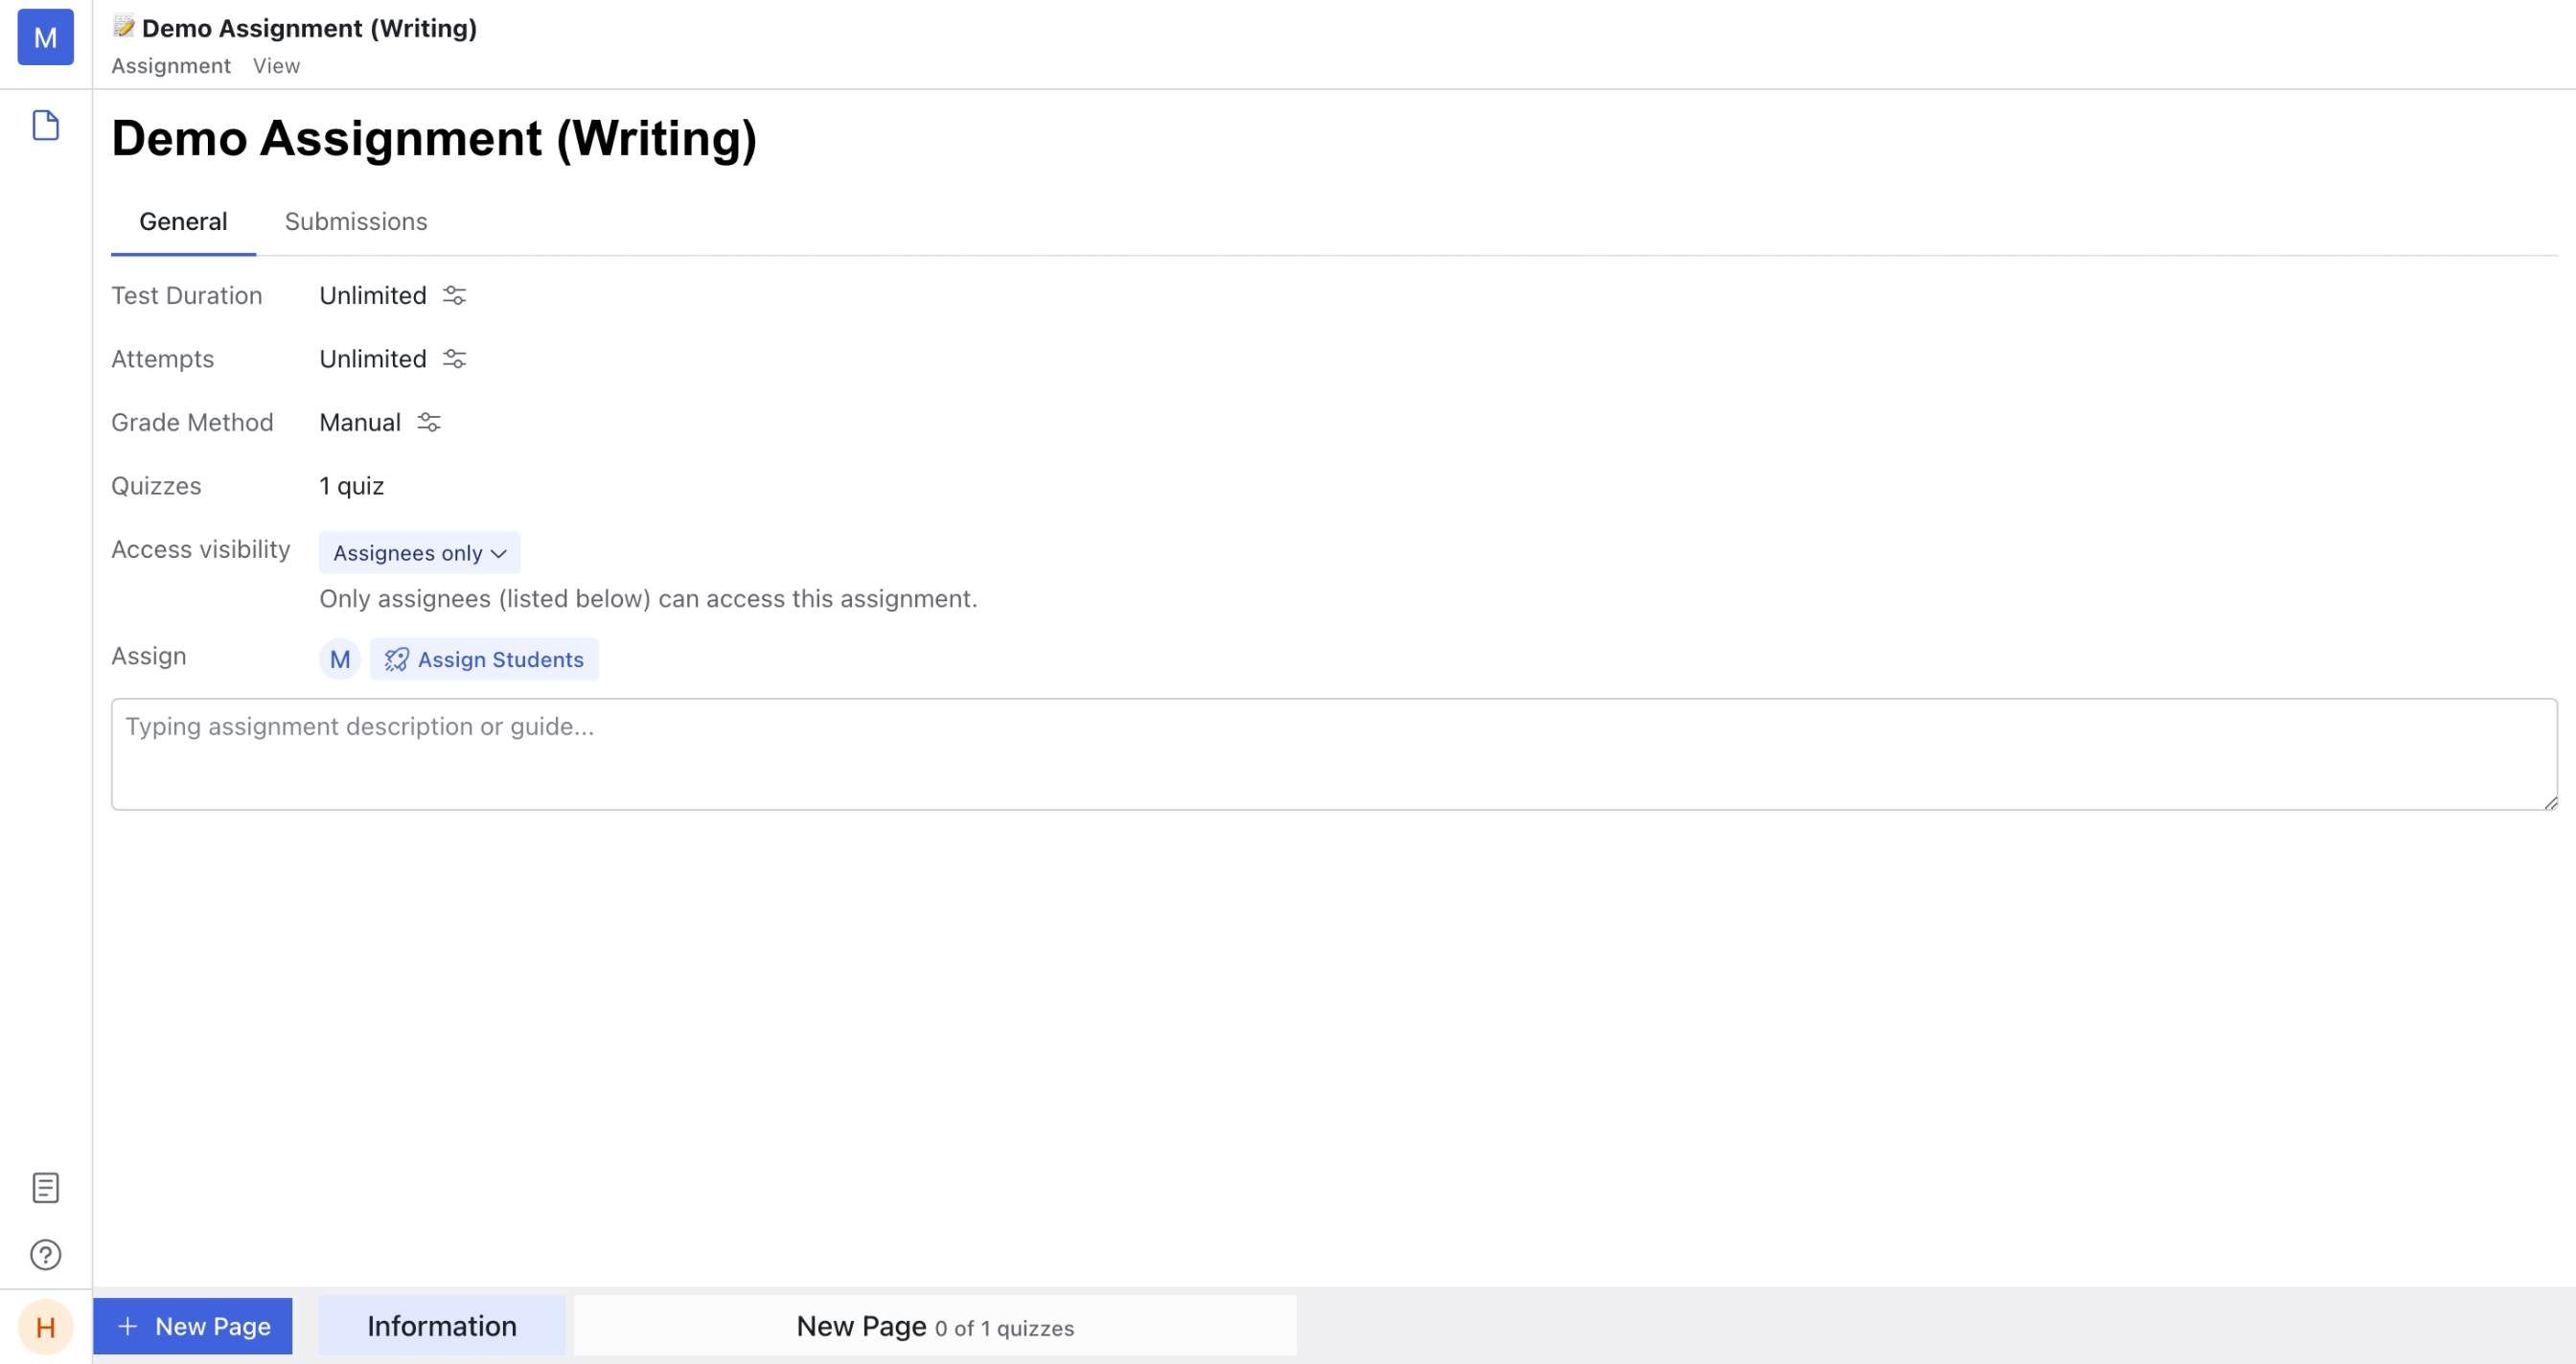 M
📝 Demo Assignment (Writing)
Assignment View
Demo Assignment (Writing)
General Submissions
Test Duration Unlimited
Attempts Unlimited
Grade Method Manual
Quizzes 1 quiz
Access visibility Assignees only
Only assignees (listed below) can access this assignment.
Assign M Assign Students
Typing assignment description or guide...
H
+ New Page Information New Page 0 of 1 quizzes